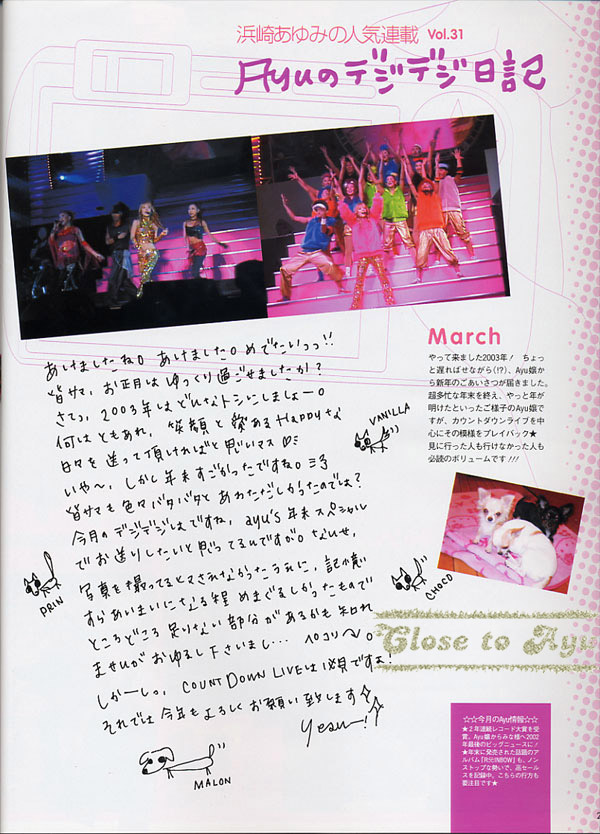 浜崎あゆみの人気連載 Vol.31
Ayuのデジデジ日記
March
やって来ました2003年! ちょっ
と遅ればせながら(!?)、Ayu嬢か
ら新年のごあいさつが届きました。
超多忙な年末を終え、やっと年が
明けたといったご様子のAyu嬢で
すが、カウントダウンライブを中
心にその模様をプレイバック★
見に行った人も行けなかった人も
必読のボリュームです!!!
あけましたね。あけました。めでたいっっ!!
皆サマ、お正月はゆっくり過ごせましたか?
さてっ、2003年はどんなトシにしましょー。
何はともあれ、笑顔と愛あるHappyな
日々を送って頂ければと思いマス♡
いや〜、しかし年末すごかったですね。
皆サマも色々バタバタとあわただしかったのでは?
今月のデジデジはですね、ayu's年末スペシャル
でお送りしたいと思ってるんですが。なんせ、
写真を撮ってるヒマさえなかったうえに、記憶
すらあいまいになる程めまぐるしかったもので
ところどころ足りない部分があるかも知れ
ませんがお ゆるし下さいまし… ペコリ
しかーしっ、COUNT DOWN LIVEは必見ですよ!
それでは今年もよろしくお願い致します
Yeah—!
VANILLA
PRIN
CHOCO
MALON
Close to Ayu
☆☆今月のAyu情報☆☆
★2年連続レコード大賞を受
賞。Ayu嬢からみな様へ2002
年最後のビッグニュースに!
★年末に発売された話題のア
ルバム『RAINBOW』も、ノン
ストップな勢いで、高セールス
を記録中。こちらの行方も
要注目です★